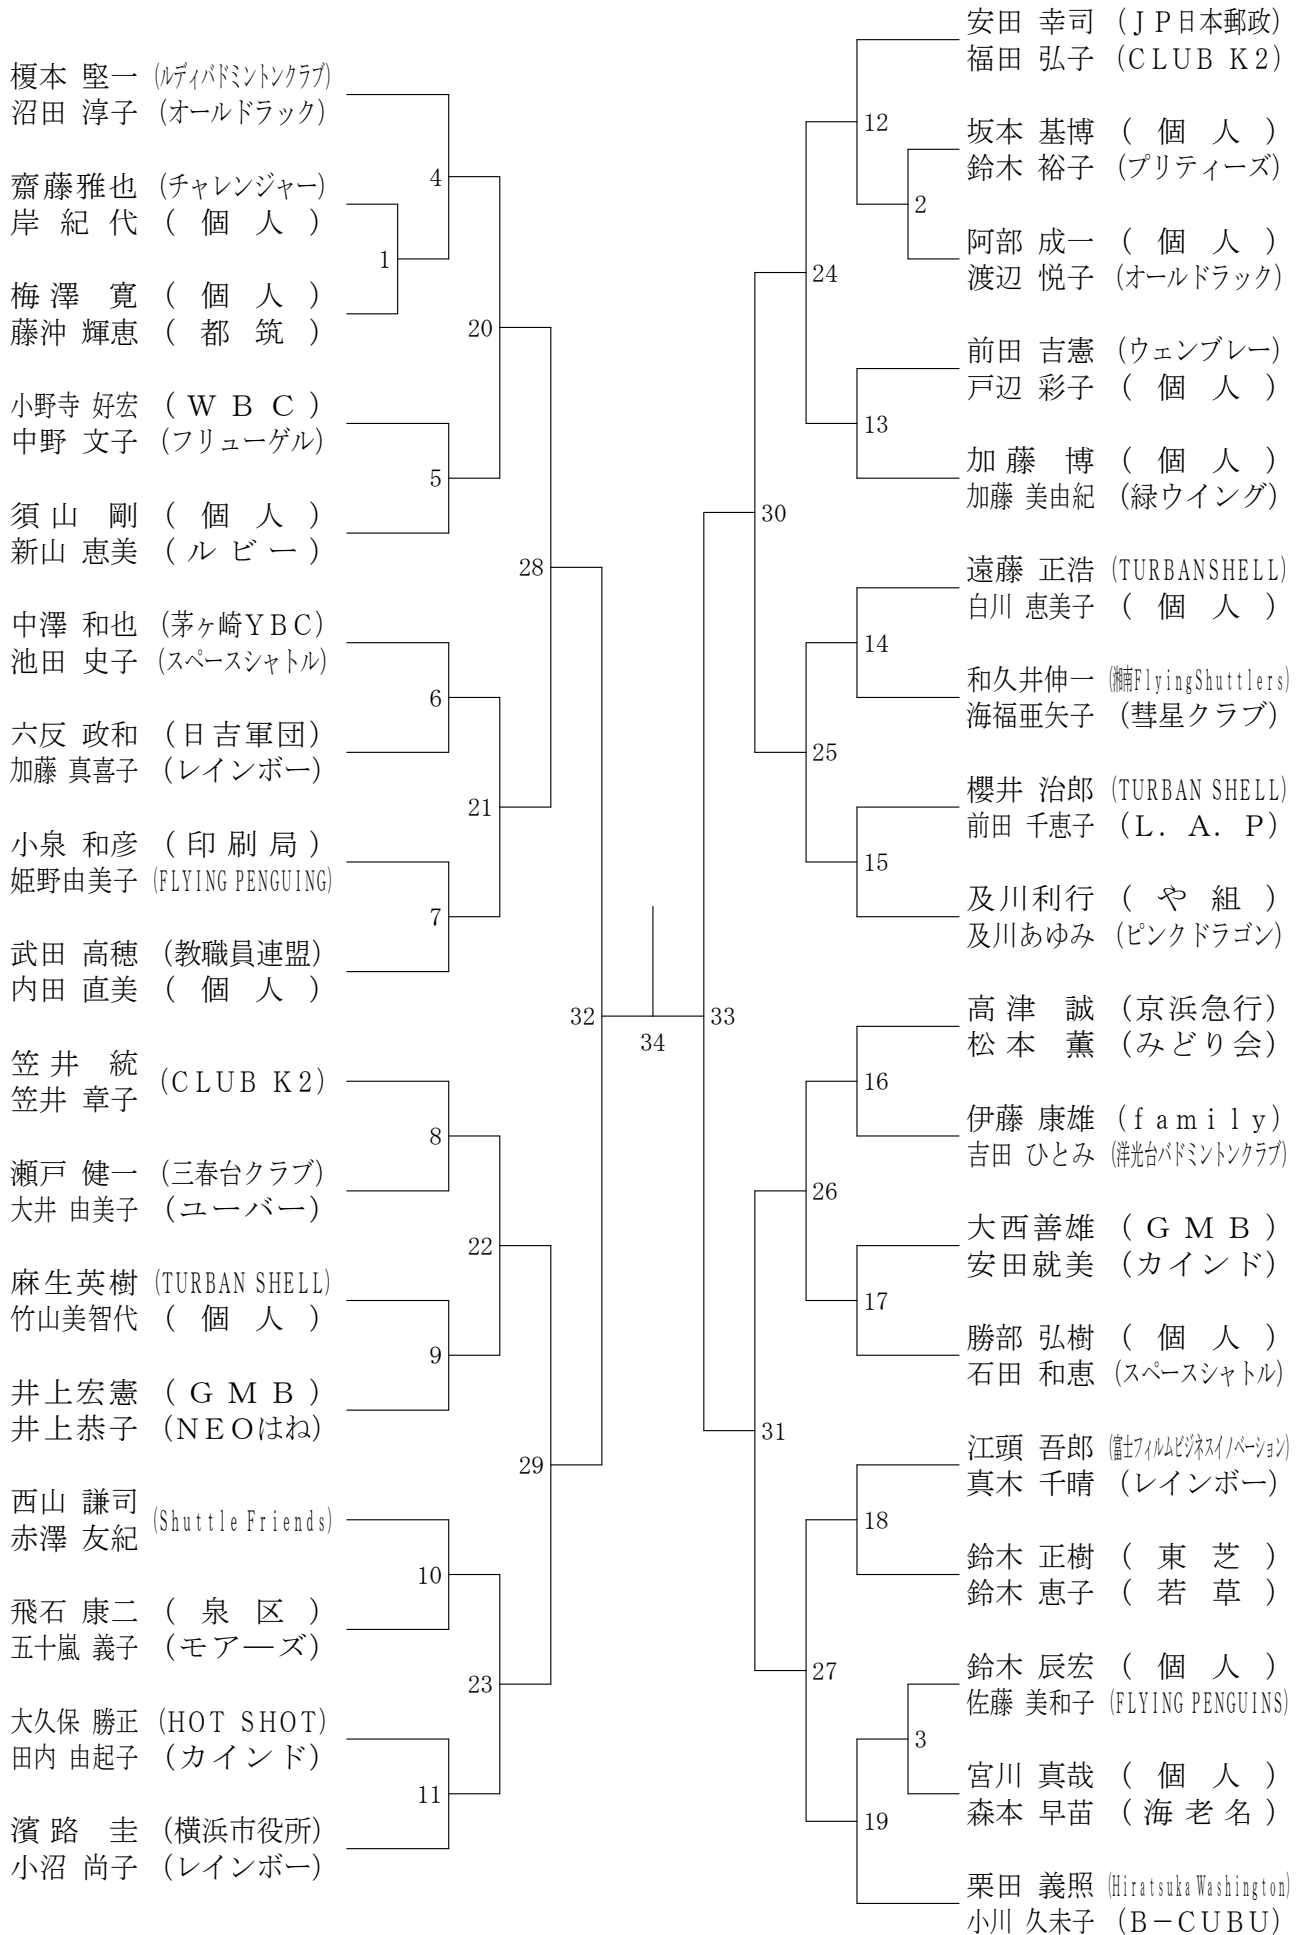 榎本 堅一 (ルディバドミントンクラブ)
沼田 淳子 (オールドラック)
齋藤雅也 (チャレンジャー)
岸 紀 代 ( 個 人 )
梅 澤 寛 ( 個 人 )
藤沖 輝恵 ( 都 筑 )
小野寺 好宏 (W B C)
中野 文子 (フリューゲル)
須 山 剛 ( 個 人 )
新山 恵美 (ル ビ ー)
中澤 和也 (茅ヶ崎YBC)
池田 史子 (スペースシャトル)
六反 政和 (日吉軍団)
加藤 真喜子 (レインボー)
小泉 和彦 (印 刷 局)
姫野由美子 (FLYING PENGUING)
武田 高穂 (教職員連盟)
内田 直美 ( 個 人 )
笠 井 統
笠井 章子
(CLUB K2)
瀬戸 健一 (三春台クラブ)
大井 由美子 (ユーバー)
麻生英樹 (TURBAN SHELL)
竹山美智代 ( 個 人 )
井上宏憲 (G M B)
井上恭子 (NEOはね)
西山 謙司
赤澤 友紀
(Shuttle Friends)
飛石 康二 ( 泉 区 )
五十嵐 義子 (モアーズ)
大久保 勝正 (HOT SHOT)
田内 由起子 (カインド)
濱 路 圭 (横浜市役所)
小沼 尚子 (レインボー)
4
1
20
5
28
6
21
7
32
8
22
9
29
10
23
11
34
33
12
2
24
13
30
14
25
15
16
26
17
31
18
27
3
19
安田 幸司 (JP日本郵政)
福田 弘子 (CLUB K2)
坂本 基博 ( 個 人 )
鈴木 裕子 (プリティーズ)
阿部 成一 ( 個 人 )
渡辺 悦子 (オールドラック)
前田 吉憲 (ウェンブレー)
戸辺 彩子 ( 個 人 )
加 藤 博 ( 個 人 )
加藤 美由紀 (緑ウイング)
遠藤 正浩 (TURBANSHELL)
白川 恵美子 ( 個 人 )
和久井伸一 (湘南FlyingShuttlers)
海福亜矢子 (彗星クラブ)
櫻井 治郎 (TURBAN SHELL)
前田 千恵子 (L. A. P)
及川利行 ( や 組 )
及川あゆみ (ピンクドラゴン)
高 津 誠 (京浜急行)
松 本 薫 (みどり会)
伊藤 康雄 (family)
吉田 ひとみ (洋光台バドミントンクラブ)
大西善雄 (G M B)
安田就美 (カインド)
勝部 弘樹 ( 個 人 )
石田 和恵 (スペースシャトル)
江頭 吾郎 (富士フィルムビジネスイノベーション)
真木 千晴 (レインボー)
鈴木 正樹 ( 東 芝 )
鈴木 恵子 ( 若 草 )
鈴木 辰宏 ( 個 人 )
佐藤 美和子 (FLYING PENGUINS)
宮川 真哉 ( 個 人 )
森本 早苗 (海 老 名)
栗田 義照 (Hiratsuka Washington)
小川 久未子 (B-CUBU)